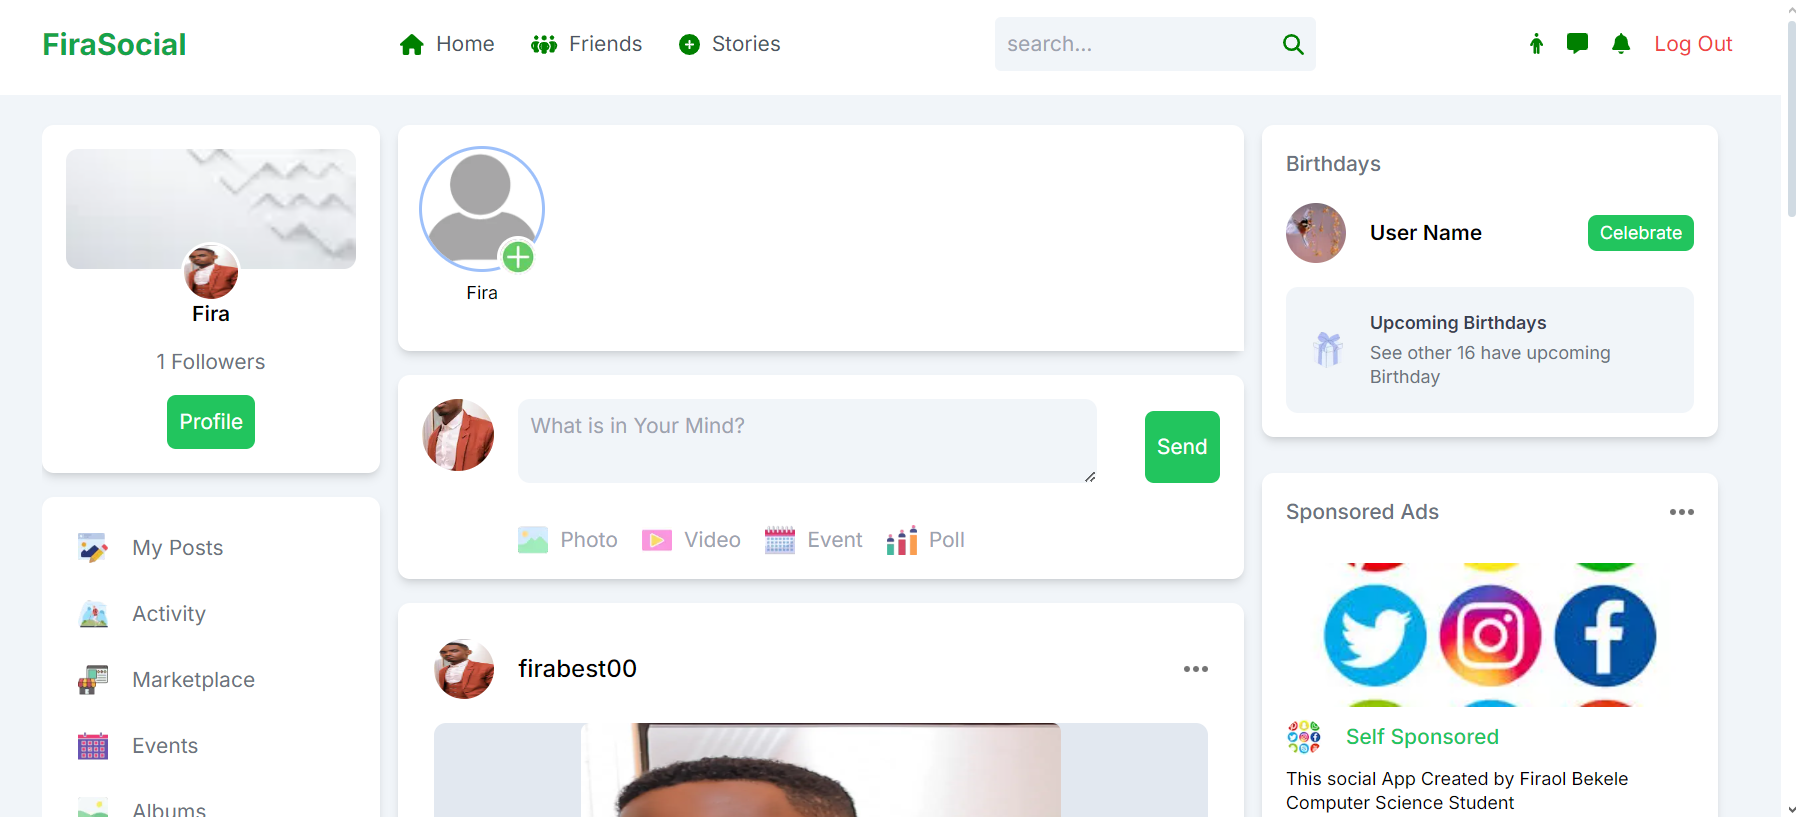 FiraSocial
Home
Friends
Stories
search...
Log Out
Fira
1 Followers
Profile
My Posts
Activity
Marketplace
Events
Albums
Fira
What is in Your Mind?
Send
Photo
Video
Event
Poll
firabest00
Birthdays
User Name
Celebrate
Upcoming Birthdays
See other 16 have upcoming
Birthday
Sponsored Ads
Self Sponsored
This social App Created by Firaol Bekele
Computer Science Student